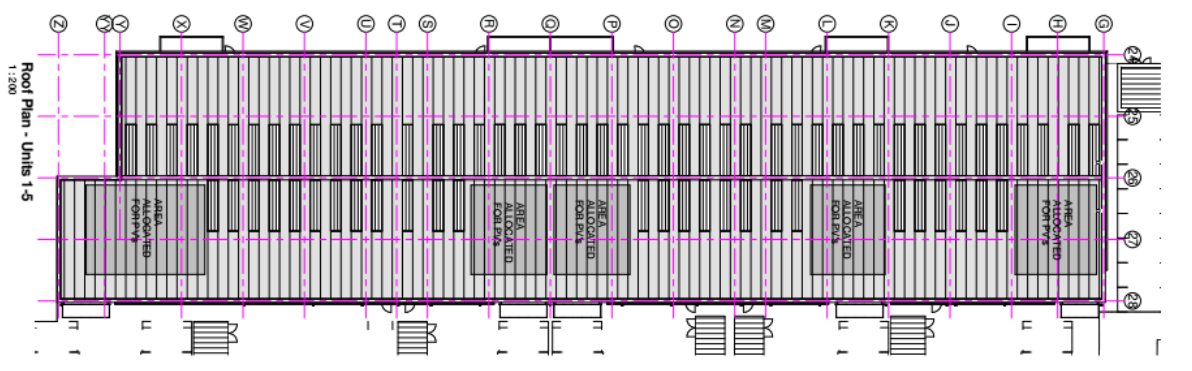 Z YY Y X W V U T S R Q P O N M L K J I H G
24
25
26
27
28
Roof Plan - Units 1-5
1:200
AREA
ALLOCATED
FOR PV's
AREA
ALLOCATED
FOR PV's
AREA
ALLOCATED
FOR PV's
AREA
ALLOCATED
FOR PV's
AREA
ALLOCATED
FOR PV's